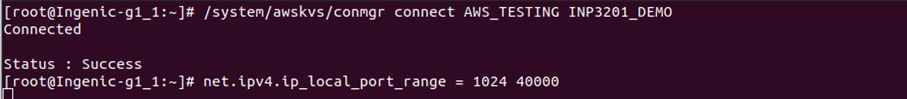 [root@Ingenic-g1_1:~]# /system/awskvs/conmgr connect AWS_TESTING INP3201_DEMO
Connected
Status : Success
[root@Ingenic-g1_1:~]# net.ipv4.ip_local_port_range = 1024 40000